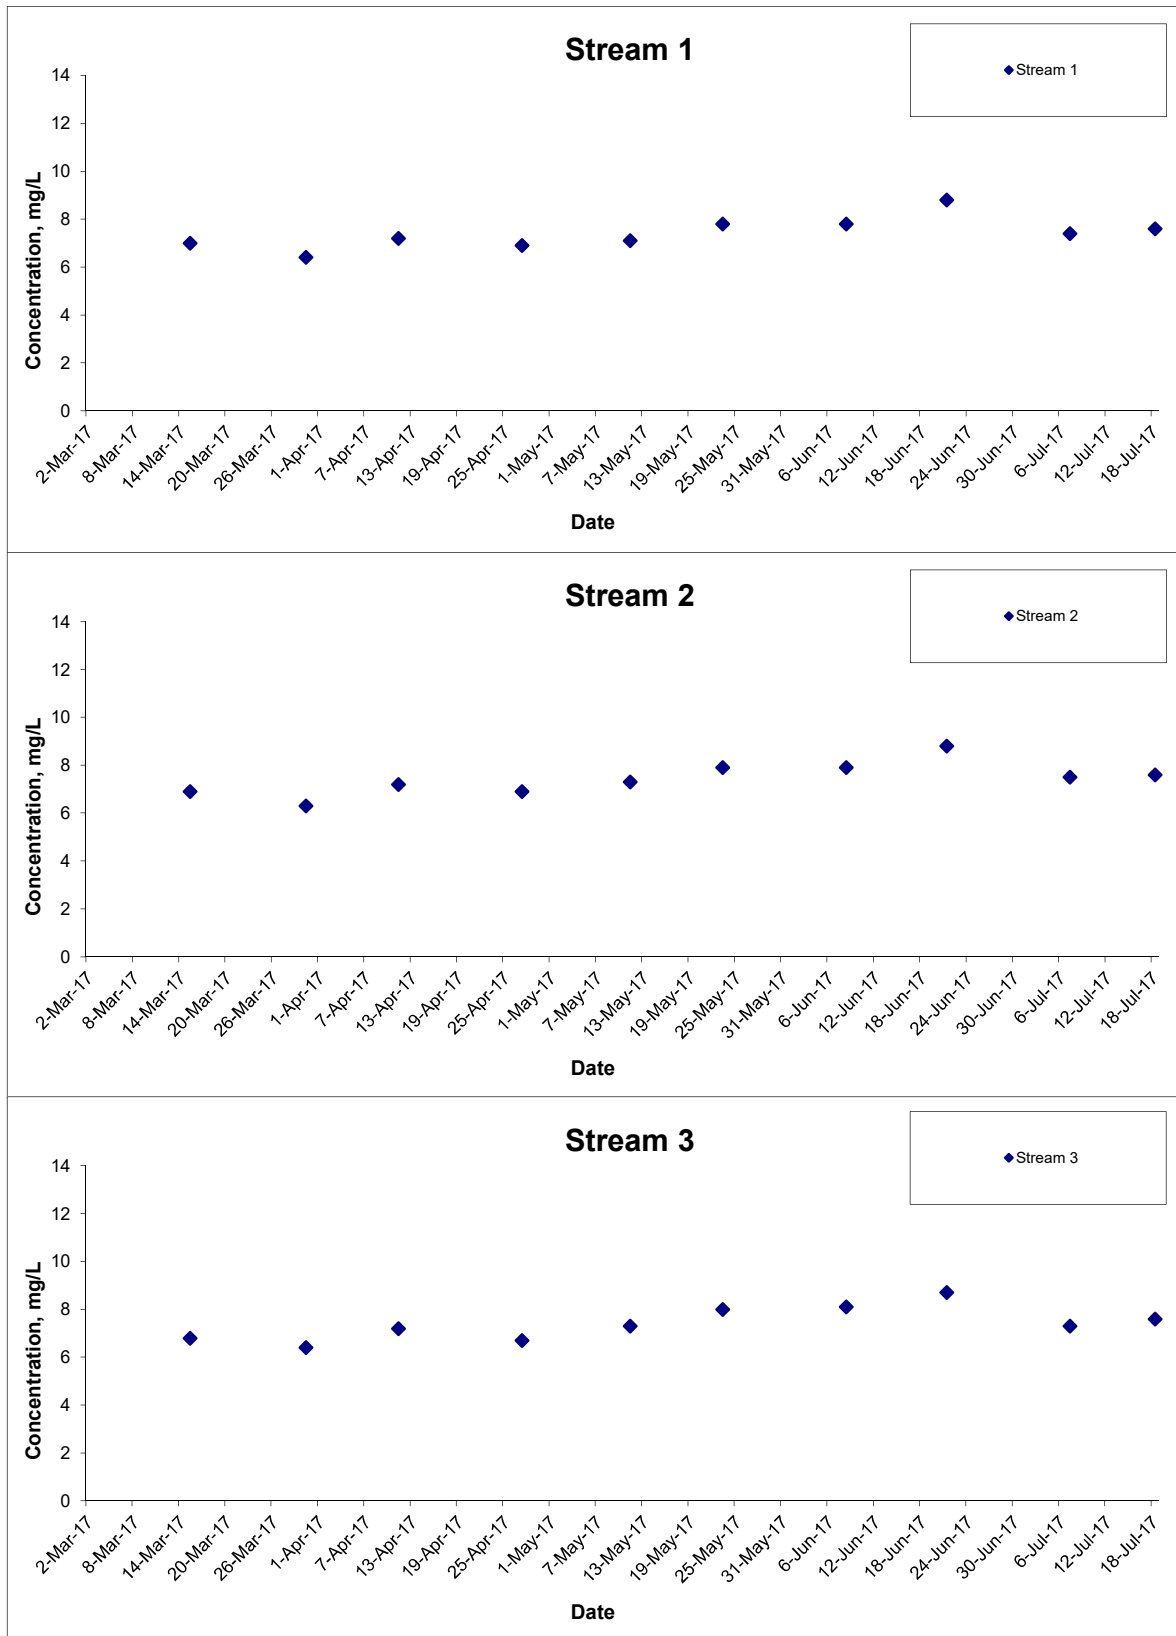 Stream 1
Stream 1
14
12
10
8
6
4
2
0
Concentration, mg/L
2-Mar-17
8-Mar-17
14-Mar-17
20-Mar-17
26-Mar-17
1-Apr-17
7-Apr-17
13-Apr-17
19-Apr-17
25-Apr-17
1-May-17
7-May-17
13-May-17
19-May-17
25-May-17
31-May-17
6-Jun-17
12-Jun-17
18-Jun-17
24-Jun-17
30-Jun-17
6-Jul-17
12-Jul-17
18-Jul-17
Date
Stream 2
Stream 2
14
12
10
8
6
4
2
0
Concentration, mg/L
2-Mar-17
8-Mar-17
14-Mar-17
20-Mar-17
26-Mar-17
1-Apr-17
7-Apr-17
13-Apr-17
19-Apr-17
25-Apr-17
1-May-17
7-May-17
13-May-17
19-May-17
25-May-17
31-May-17
6-Jun-17
12-Jun-17
18-Jun-17
24-Jun-17
30-Jun-17
6-Jul-17
12-Jul-17
18-Jul-17
Date
Stream 3
Stream 3
14
12
10
8
6
4
2
0
Concentration, mg/L
2-Mar-17
8-Mar-17
14-Mar-17
20-Mar-17
26-Mar-17
1-Apr-17
7-Apr-17
13-Apr-17
19-Apr-17
25-Apr-17
1-May-17
7-May-17
13-May-17
19-May-17
25-May-17
31-May-17
6-Jun-17
12-Jun-17
18-Jun-17
24-Jun-17
30-Jun-17
6-Jul-17
12-Jul-17
18-Jul-17
Date